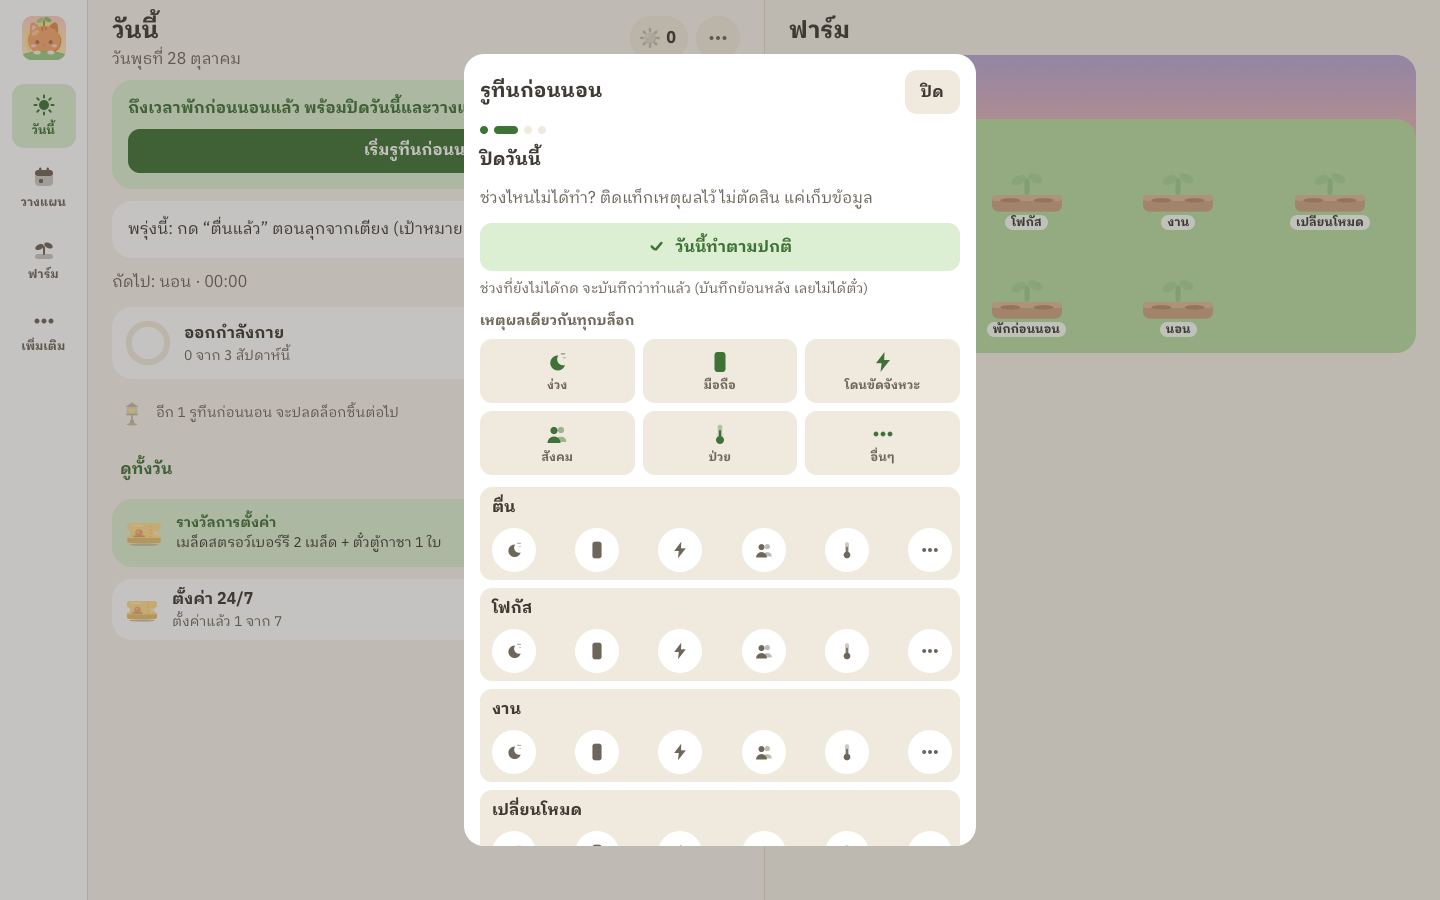 วันนี้
วันพุธที่ 28 ตุลาคม
0
ฟาร์ม
วันนี้
วางแผน
ฟาร์ม
เพิ่มเติม
ถึงเวลาพักก่อนนอนแล้ว พร้อมปิดวันนี้และวาง
เริ่มรูทีนก่อนน
พรุ่งนี้: กด “ตื่นแล้ว” ตอนลุกจากเตียง (เป้าหมาย
ถัดไป: นอน · 00:00
ออกกำลังกาย
0 จาก 3 สัปดาห์นี้
อีก 1 รูทีนก่อนนอน จะปลดล็อกชิ้นต่อไป
ดูทั้งวัน
รางวัลการตั้งค่า
เมล็ดสตรอว์เบอร์รี 2 เมล็ด + ตั๋วตู้กาชา 1 ใบ
ตั้งค่า 24/7
ตั้งค่าแล้ว 1 จาก 7
รูทีนก่อนนอน
ปิด
ปิดวันนี้
ช่วงไหนไม่ได้ทำ? ติดแท็กเหตุผลไว้ ไม่ตัดสิน แค่เก็บข้อมูล
วันนี้ทำตามปกติ
ช่วงที่ยังไม่ได้กด จะบันทึกว่าทำแล้ว (บันทึกย้อนหลัง เลยไม่ได้ตั๋ว)
เหตุผลเดียวกันทุกบล็อก
ง่วง
มือถือ
โดนขัดจังหวะ
สังคม
ป่วย
อื่นๆ
ตื่น
โฟกัส
งาน
เปลี่ยนโหมด
โฟกัส
งาน
เปลี่ยนโหมด
พักก่อนนอน
นอน